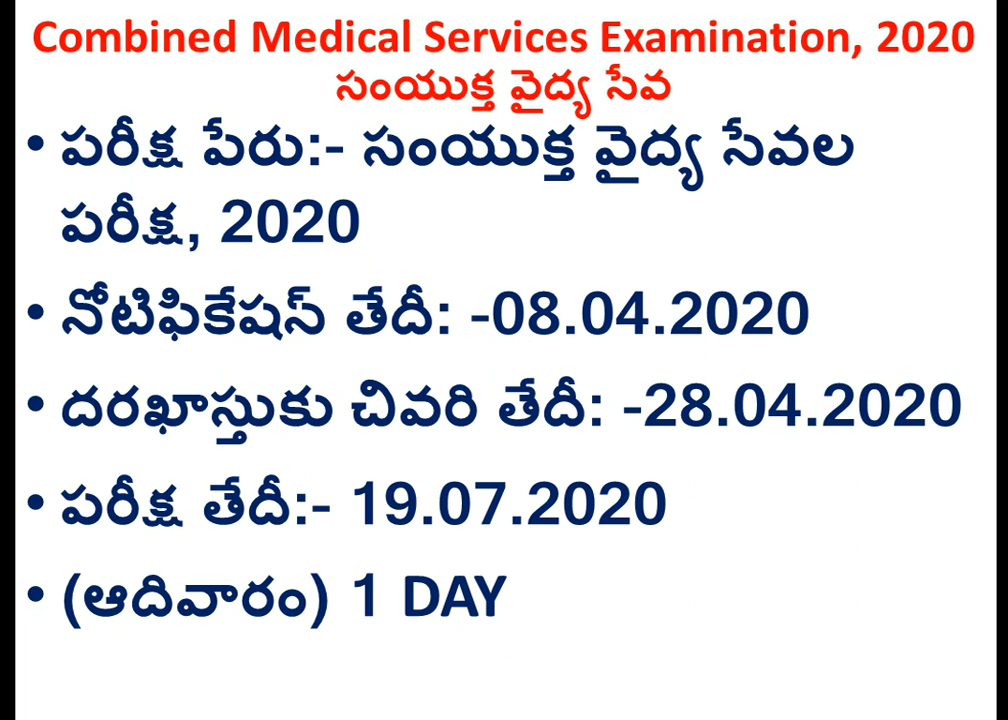 Combined Medical Services Examination, 2020
సంయుక్త వైద్య సేవ
• పరీక్ష పేరు:- సంయుక్త వైద్య సేవల
పరీక్ష, 2020
• నోటిఫికేషన్ తేదీ: -08.04.2020
• దరఖాస్తుకు చివరి తేదీ: -28.04.2020
• పరీక్ష తేదీ:- 19.07.2020
• (ఆదివారం) 1 DAY